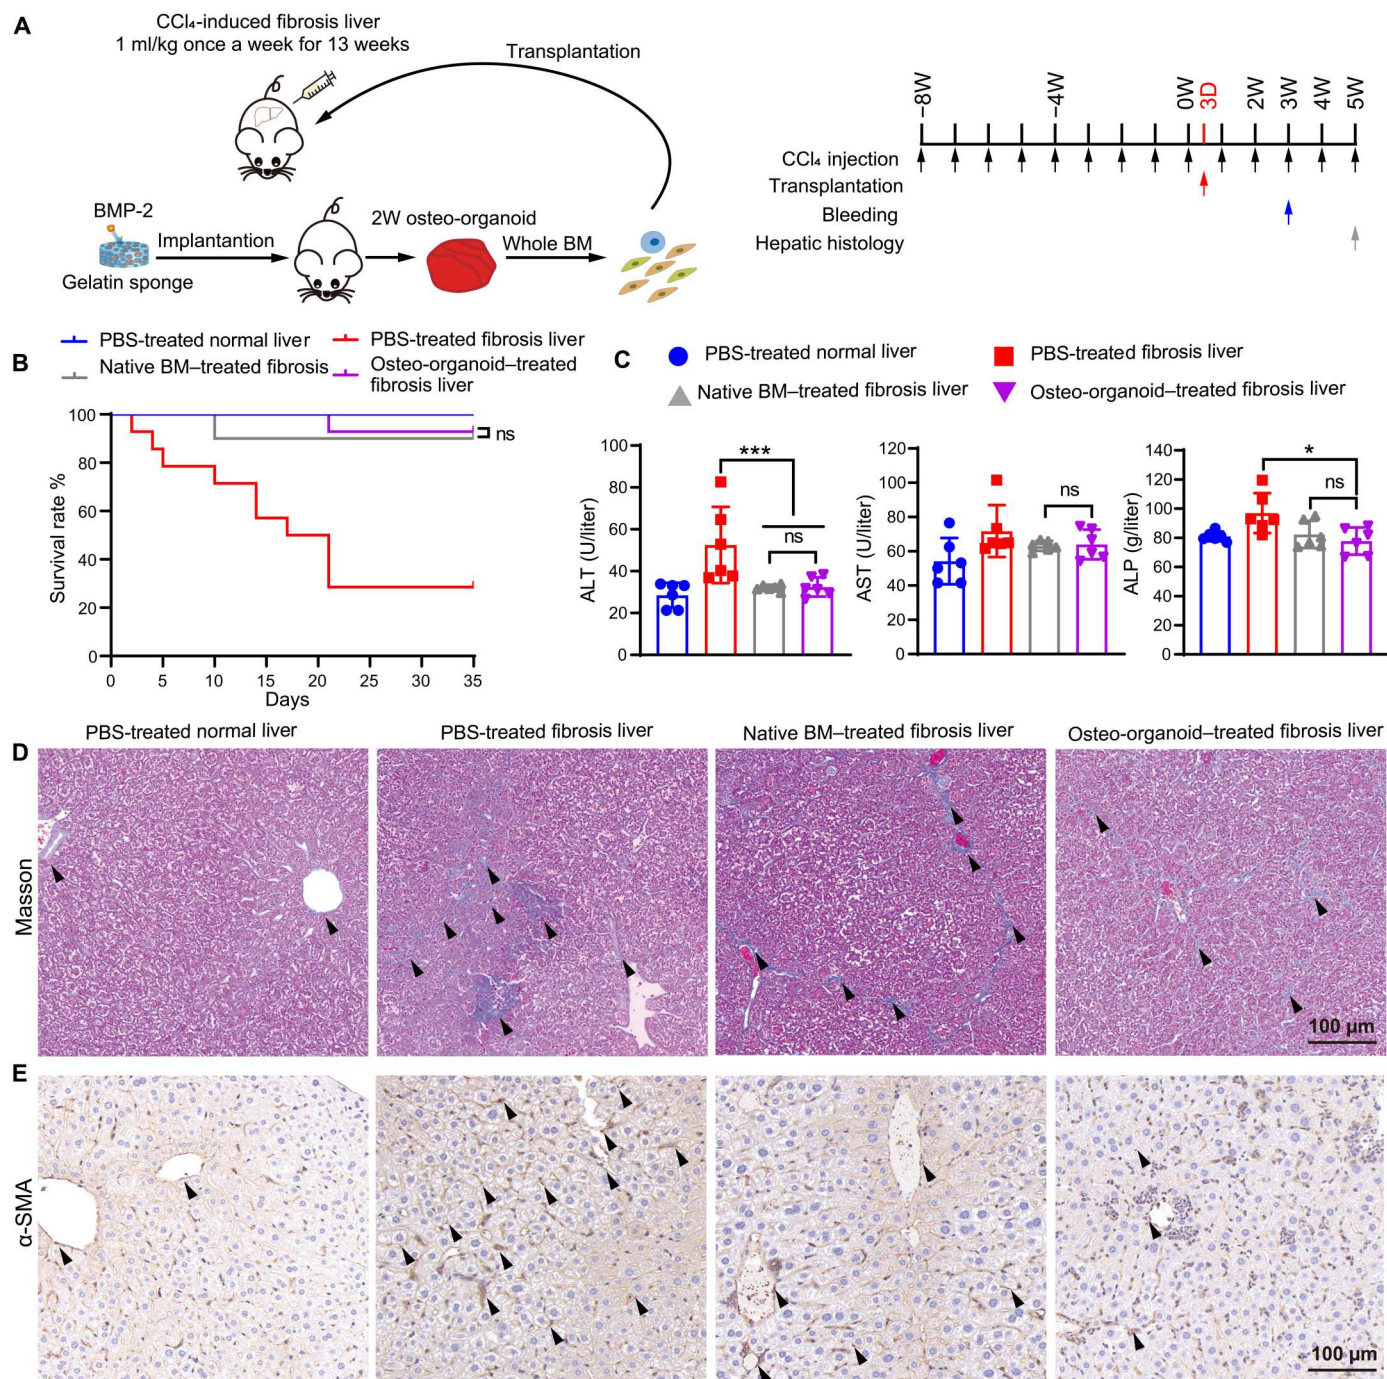 A
CCl₄-induced fibrosis liver
1 ml/kg once a week for 13 weeks
Transplantation
BMP-2
Implantantion
Gelatin sponge
2W osteo-organoid
Whole BM
−8W
−4W
0W
3D
2W
3W
4W
5W
CCl₄ injection
Transplantation
Bleeding
Hepatic histology
B
PBS-treated normal liver
PBS-treated fibrosis liver
Native BM–treated fibrosis
Osteo-organoid–treated
fibrosis liver
Survival rate %
100
80
60
40
20
0
ns
0 5 10 15 20 25 30 35
Days
C
PBS-treated normal liver
PBS-treated fibrosis liver
Native BM–treated fibrosis liver
Osteo-organoid–treated fibrosis liver
ALT (U/liter)
100
80
60
40
20
0
***
ns
AST (U/liter)
120
100
80
60
40
20
0
ns
ALP (g/liter)
140
120
100
80
60
40
20
0
*
ns
D
PBS-treated normal liver
PBS-treated fibrosis liver
Native BM–treated fibrosis liver
Osteo-organoid–treated fibrosis liver
Masson
100 μm
E
α-SMA
100 μm